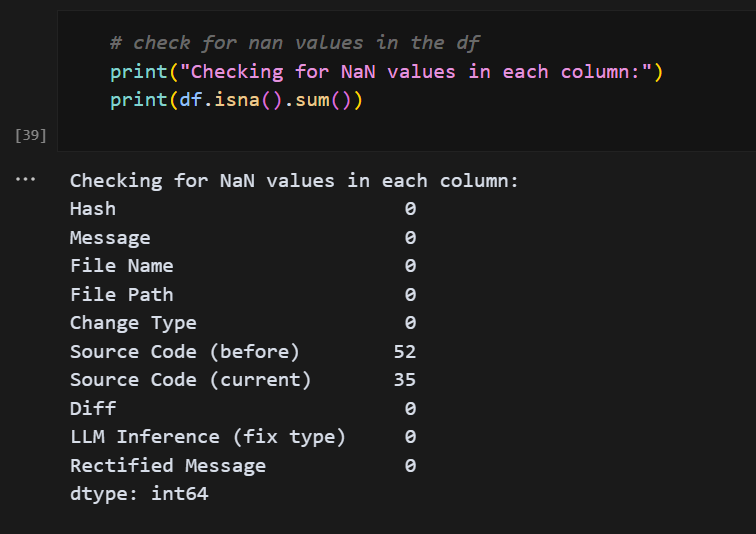 # check for nan values in the df
print("Checking for NaN values in each column:")
print(df.isna().sum())
[39]
... Checking for NaN values in each column:
Hash 0
Message 0
File Name 0
File Path 0
Change Type 0
Source Code (before) 52
Source Code (current) 35
Diff 0
LLM Inference (fix type) 0
Rectified Message 0
dtype: int64